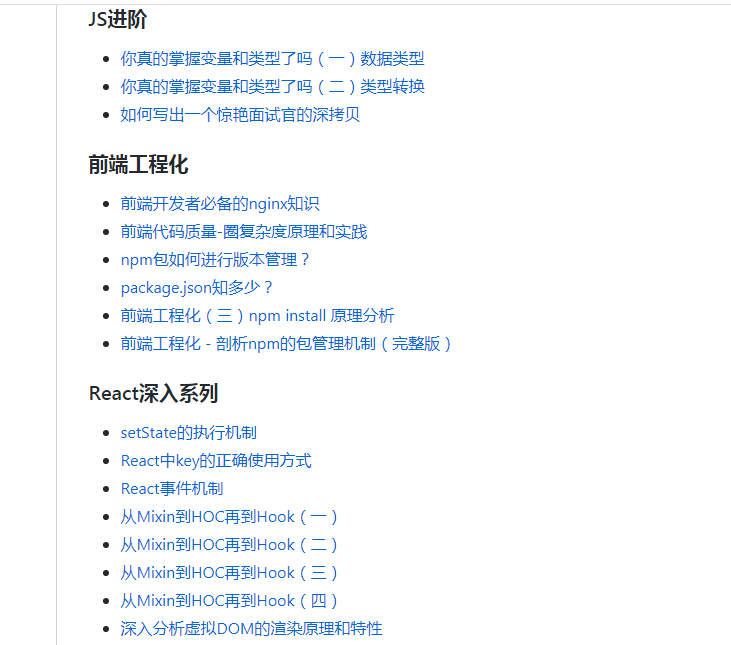 JS进阶
你真的掌握变量和类型了吗（一）数据类型
你真的掌握变量和类型了吗（二）类型转换
如何写出一个惊艳面试官的深拷贝
前端工程化
前端开发者必备的nginx知识
前端代码质量-圈复杂度原理和实践
npm包如何进行版本管理？
package.json知多少？
前端工程化（三）npm install 原理分析
前端工程化 - 剖析npm的包管理机制（完整版）
React深入系列
setState的执行机制
React中key的正确使用方式
React事件机制
从Mixin到HOC再到Hook（一）
从Mixin到HOC再到Hook（二）
从Mixin到HOC再到Hook（三）
从Mixin到HOC再到Hook（四）
深入分析虚拟DOM的渲染原理和特性